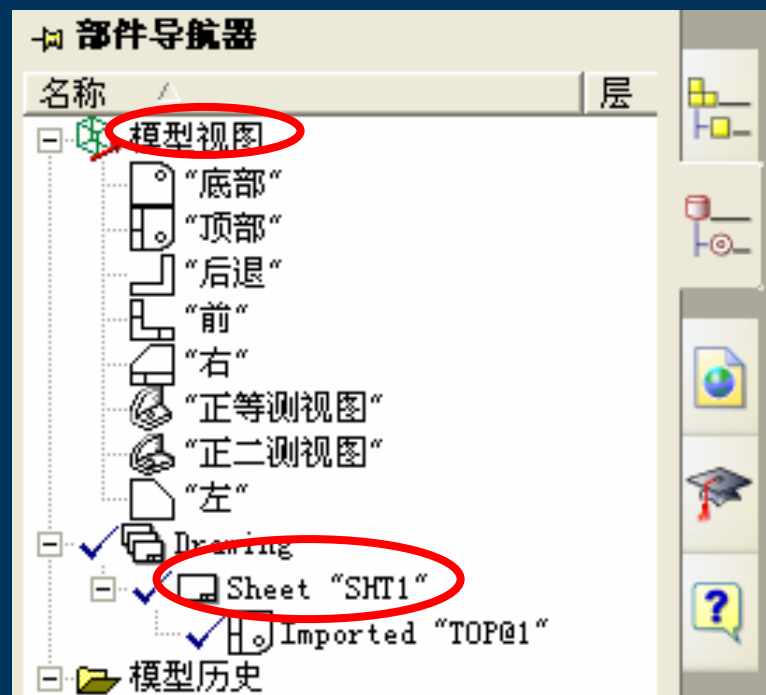 部件导航器
名称 层
模型视图
“底部“
“顶部“
“后退“
“前“
“右“
“正等测视图“
“正二测视图“
“左“
Drawing
Sheet “SHT1“
Imported “TOP@1“
模型历史